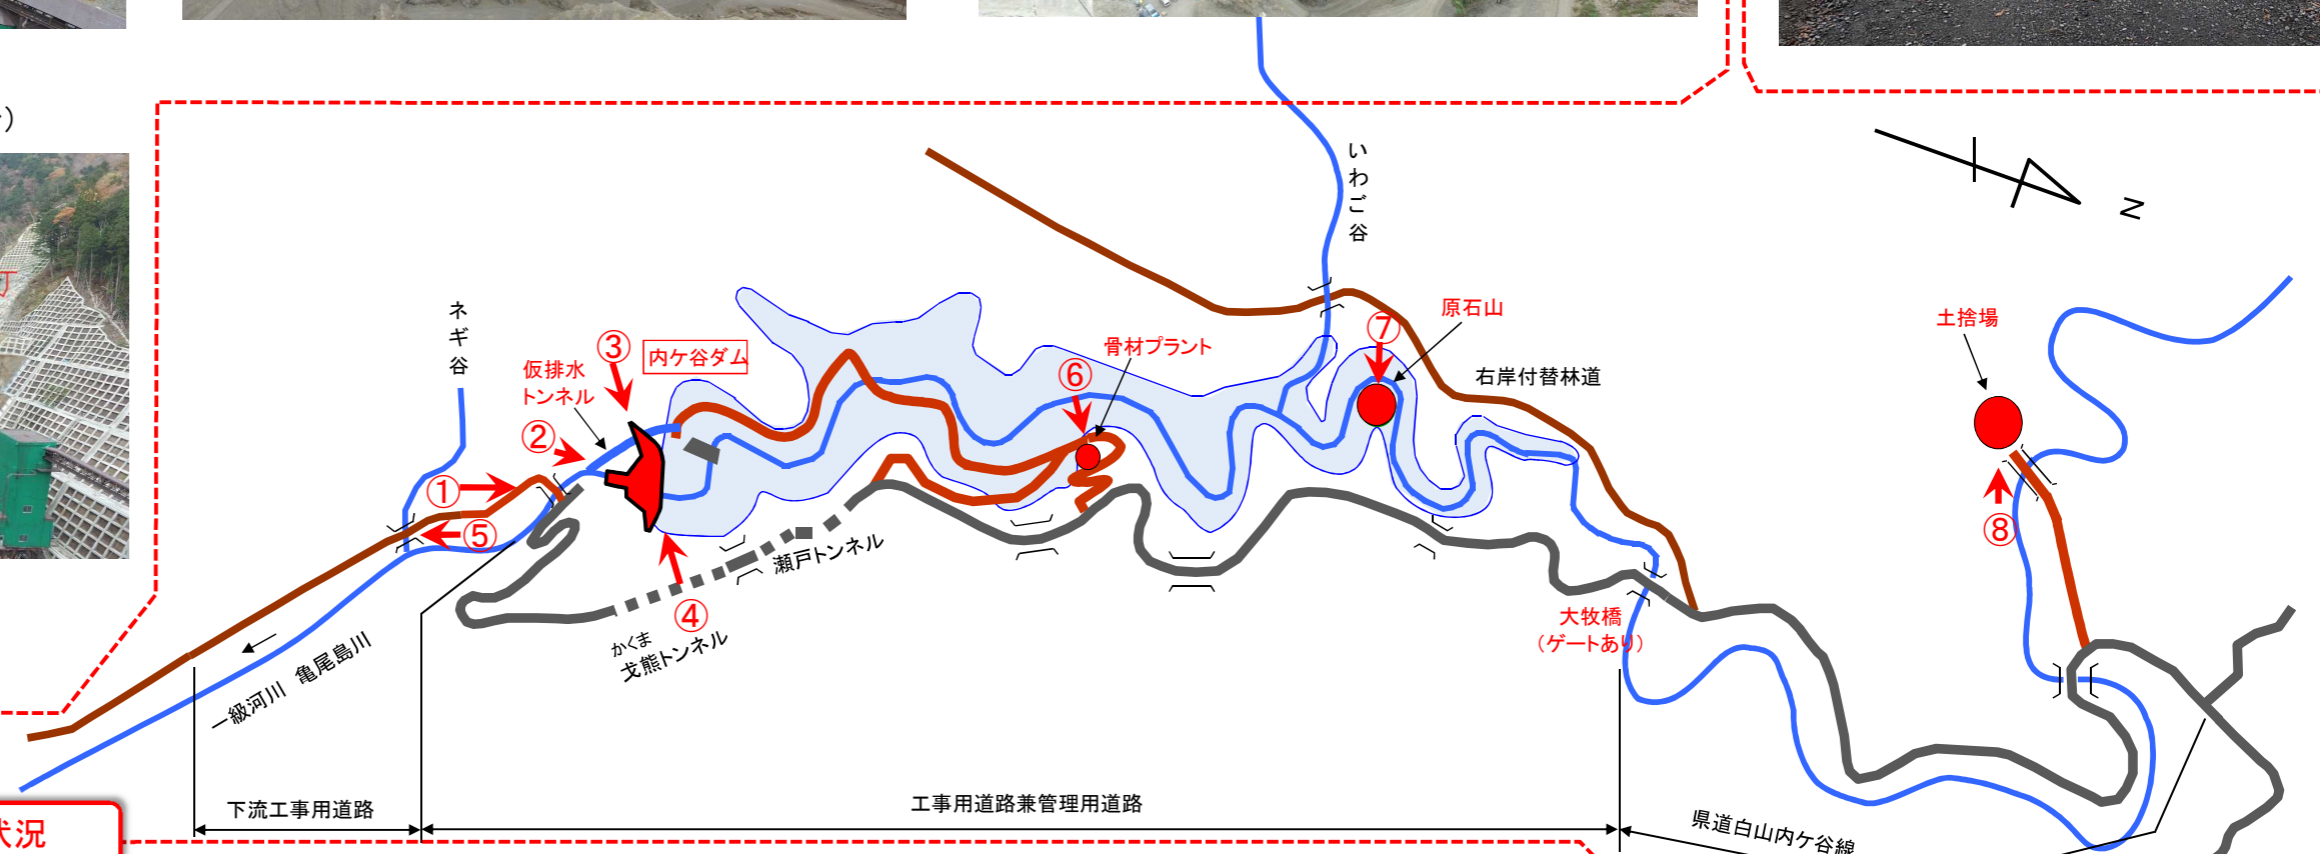 い
わ
ご
谷
N
ネ
ギ
谷
仮排水
トンネル
③
内ケ谷ダム
②
①
⑤
④
かくま
戈熊トンネル
瀬戸トンネル
⑥
骨材プラント
⑦
原石山
右岸付替林道
土捨場
⑧
大牧橋
（ゲートあり）
一級河川　亀尾島川
下流工事用道路
工事用道路兼管理用道路
県道白山内ケ谷線
状況